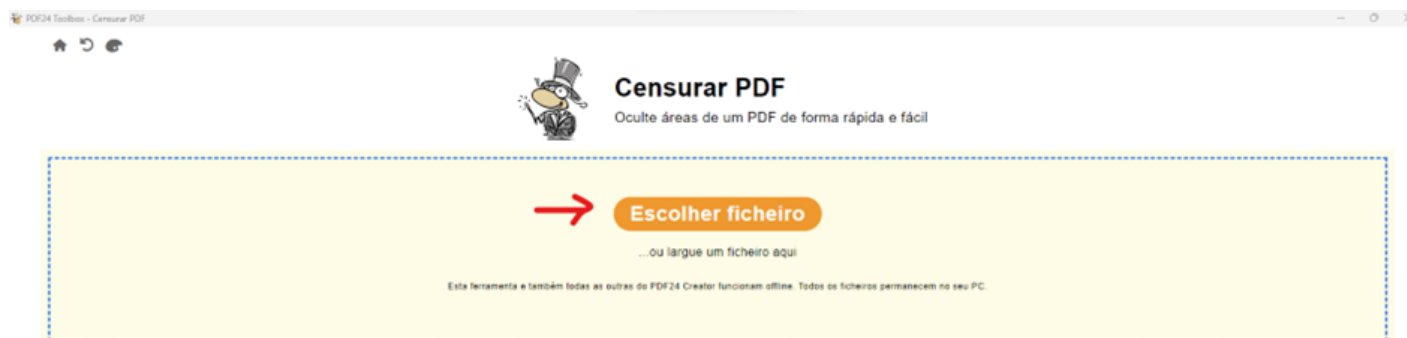 PDF24 Toolbox - Censurar PDF
Censurar PDF
Oculte áreas de um PDF de forma rápida e fácil
Escolher ficheiro
...ou largue um ficheiro aqui
Esta ferramenta e também todas as outras do PDF24 Creator funcionam offline. Todos os ficheiros permanecem no seu PC.